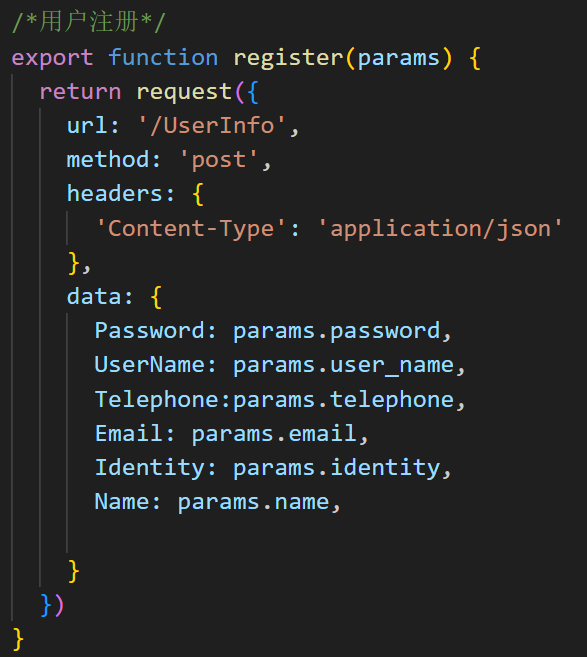 /*用户注册*/
export function register(params) {
  return request({
    url: '/UserInfo',
    method: 'post',
    headers: {
      'Content-Type': 'application/json'
    },
    data: {
      Password: params.password,
      UserName: params.user_name,
      Telephone:params.telephone,
      Email: params.email,
      Identity: params.identity,
      Name: params.name,
    }
  })
}